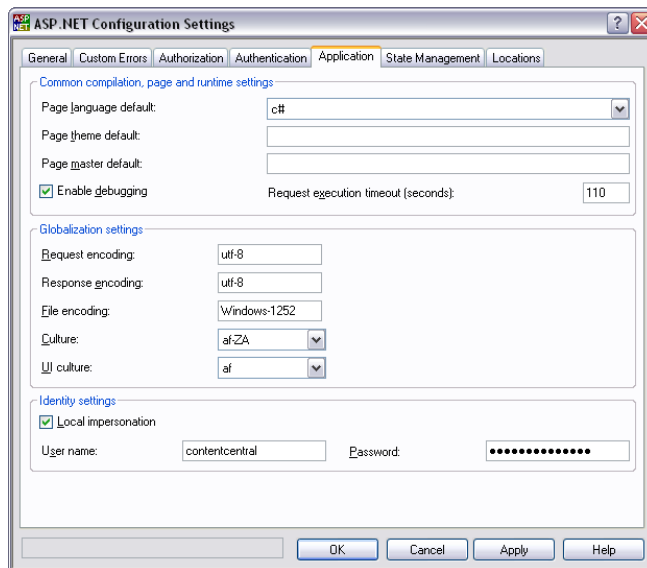 ASP.NET Configuration Settings
General Custom Errors Authorization Authentication Application State Management Locations
Common compilation, page and runtime settings
Page language default: c#
Page theme default:
Page master default:
Enable debugging Request execution timeout (seconds): 110
Globalization settings
Request encoding: utf-8
Response encoding: utf-8
File encoding: Windows-1252
Culture: af-ZA
UI culture: af
Identity settings
Local impersonation
User name: contentcentral Password: ●●●●●●●●●●●●●●
OK Cancel Apply Help